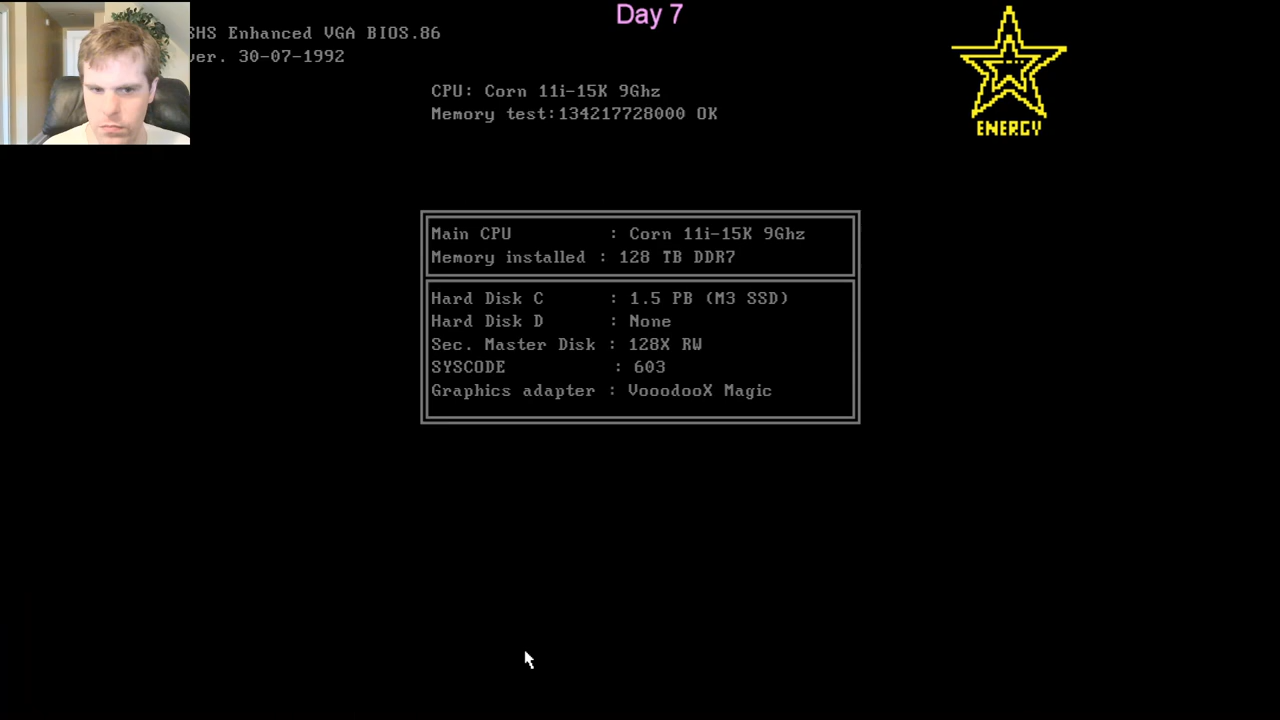 Day 7
SHS Enhanced VGA BIOS.86
ver. 30-07-1992
CPU: Corn 11i-15K 9Ghz
Memory test:134217728000 OK
ENERGY
Main CPU : Corn 11i-15K 9Ghz
Memory installed : 128 TB DDR7
Hard Disk C : 1.5 PB (M3 SSD)
Hard Disk D : None
Sec. Master Disk : 128X RW
SYSCODE : 603
Graphics adapter : VooodooX Magic